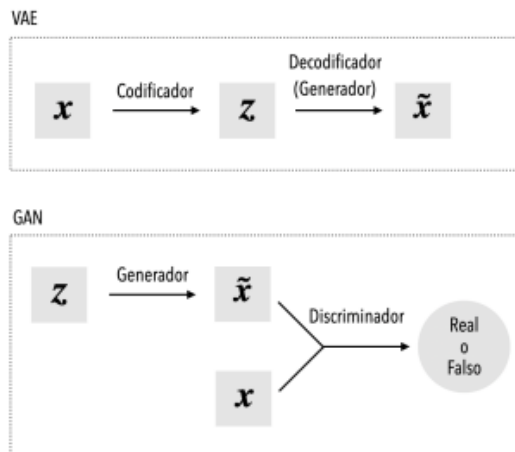 VAE
x
Codificador
z
Decodificador
(Generador)
x̃
GAN
z
Generador
x̃
x
Discriminador
Real
o
Falso